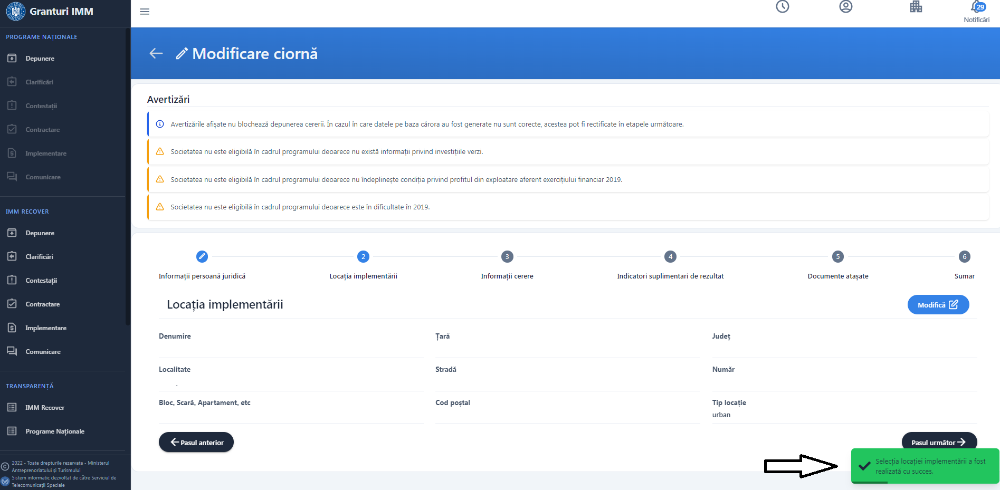 Granturi IMM
29
Notificări
PROGRAME NAȚIONALE
Depunere
Clarificări
Contestații
Contractare
Implementare
Comunicare
IMM RECOVER
Depunere
Clarificări
Contestații
Contractare
Implementare
Comunicare
TRANSPARENȚĂ
IMM Recover
Programe Naționale
2022 - Toate drepturile rezervate - Ministerul
Antreprenoriatului și Turismului
Sistem informatic dezvoltat de către Serviciul de
Telecomunicații Speciale
Modificare ciornă
Avertizări
Avertizările afișate nu blochează depunerea cererii. În cazul în care datele pe baza cărora au fost generate nu sunt corecte, acestea pot fi rectificate în etapele următoare.
Societatea nu este eligibilă în cadrul programului deoarece nu există informații privind investițiile verzi.
Societatea nu este eligibilă în cadrul programului deoarece nu îndeplinește condiția privind profitul din exploatare aferent exercițiului financiar 2019.
Societatea nu este eligibilă în cadrul programului deoarece este în dificultate în 2019.
2 3 4 5 6
Informații persoană juridică Locația implementării Informații cerere Indicatori suplimentari de rezultat Documente atașate Sumar
Locația implementării Modifică
Denumire Țară Județ
Localitate Stradă Număr
Bloc, Scară, Apartament, etc Cod poștal Tip locație
urban
Pasul anterior Pasul următor
Selecția locației implementării a fost
realizată cu succes.